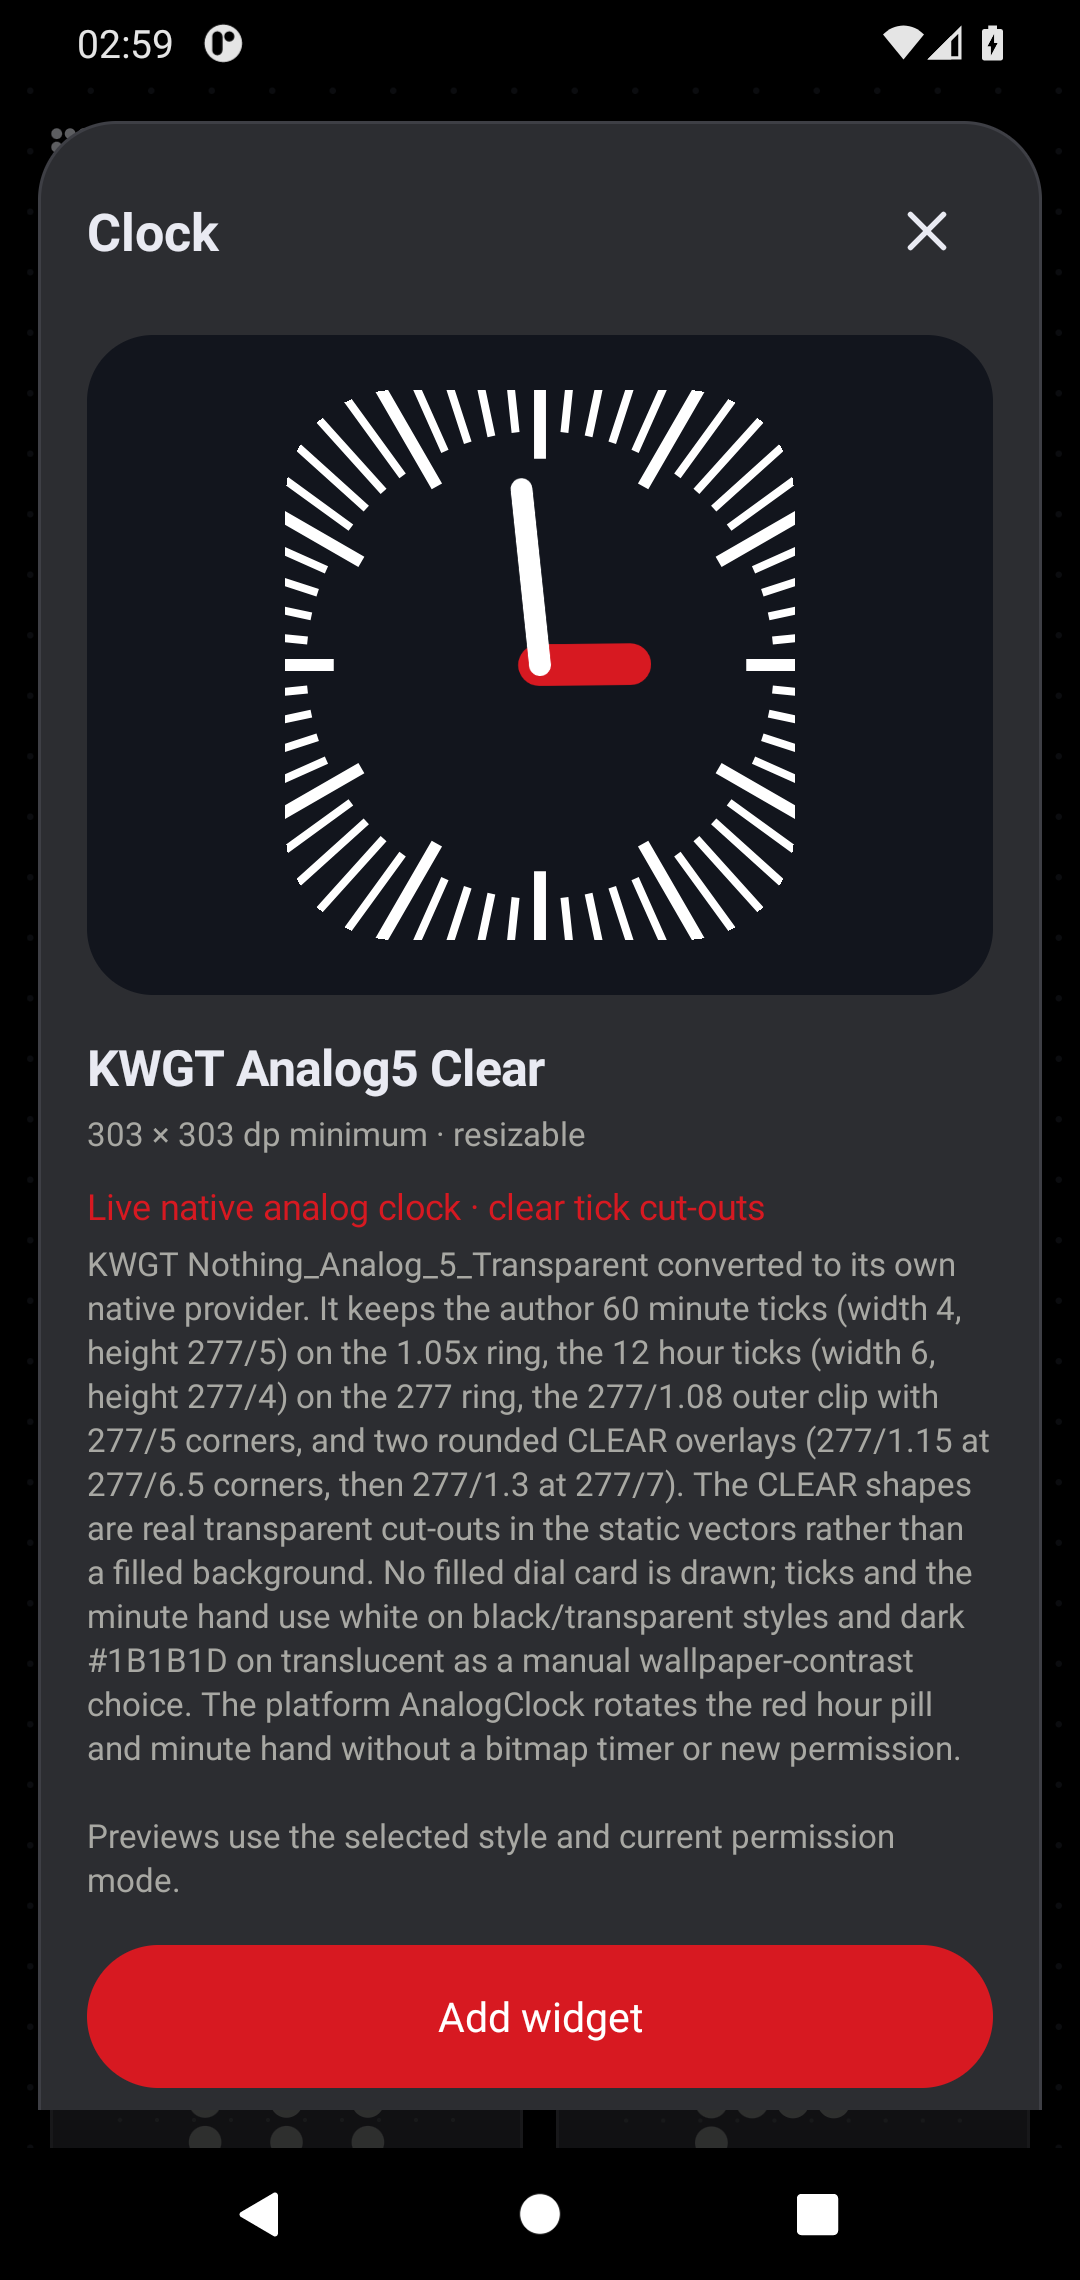 02:59
Clock
KWGT Analog5 Clear
303 × 303 dp minimum · resizable
Live native analog clock · clear tick cut-outs
KWGT Nothing_Analog_5_Transparent converted to its own
native provider. It keeps the author 60 minute ticks (width 4,
height 277/5) on the 1.05x ring, the 12 hour ticks (width 6,
height 277/4) on the 277 ring, the 277/1.08 outer clip with
277/5 corners, and two rounded CLEAR overlays (277/1.15 at
277/6.5 corners, then 277/1.3 at 277/7). The CLEAR shapes
are real transparent cut-outs in the static vectors rather than
a filled background. No filled dial card is drawn; ticks and the
minute hand use white on black/transparent styles and dark
#1B1B1D on translucent as a manual wallpaper-contrast
choice. The platform AnalogClock rotates the red hour pill
and minute hand without a bitmap timer or new permission.
Previews use the selected style and current permission
mode.
Add widget